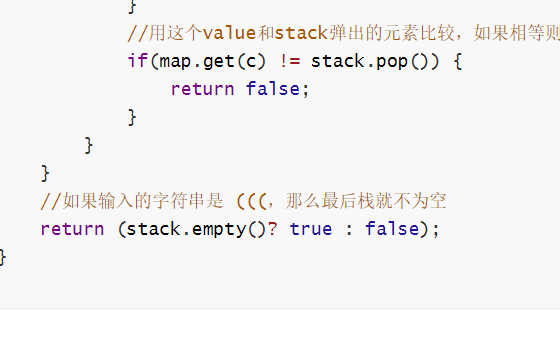 }
//用这个value和stack弹出的元素比较，如果相等则
if(map.get(c) != stack.pop()) {
return false;
}
}
}
//如果输入的字符串是 (((，那么最后栈就不为空
return (stack.empty()? true : false);
}